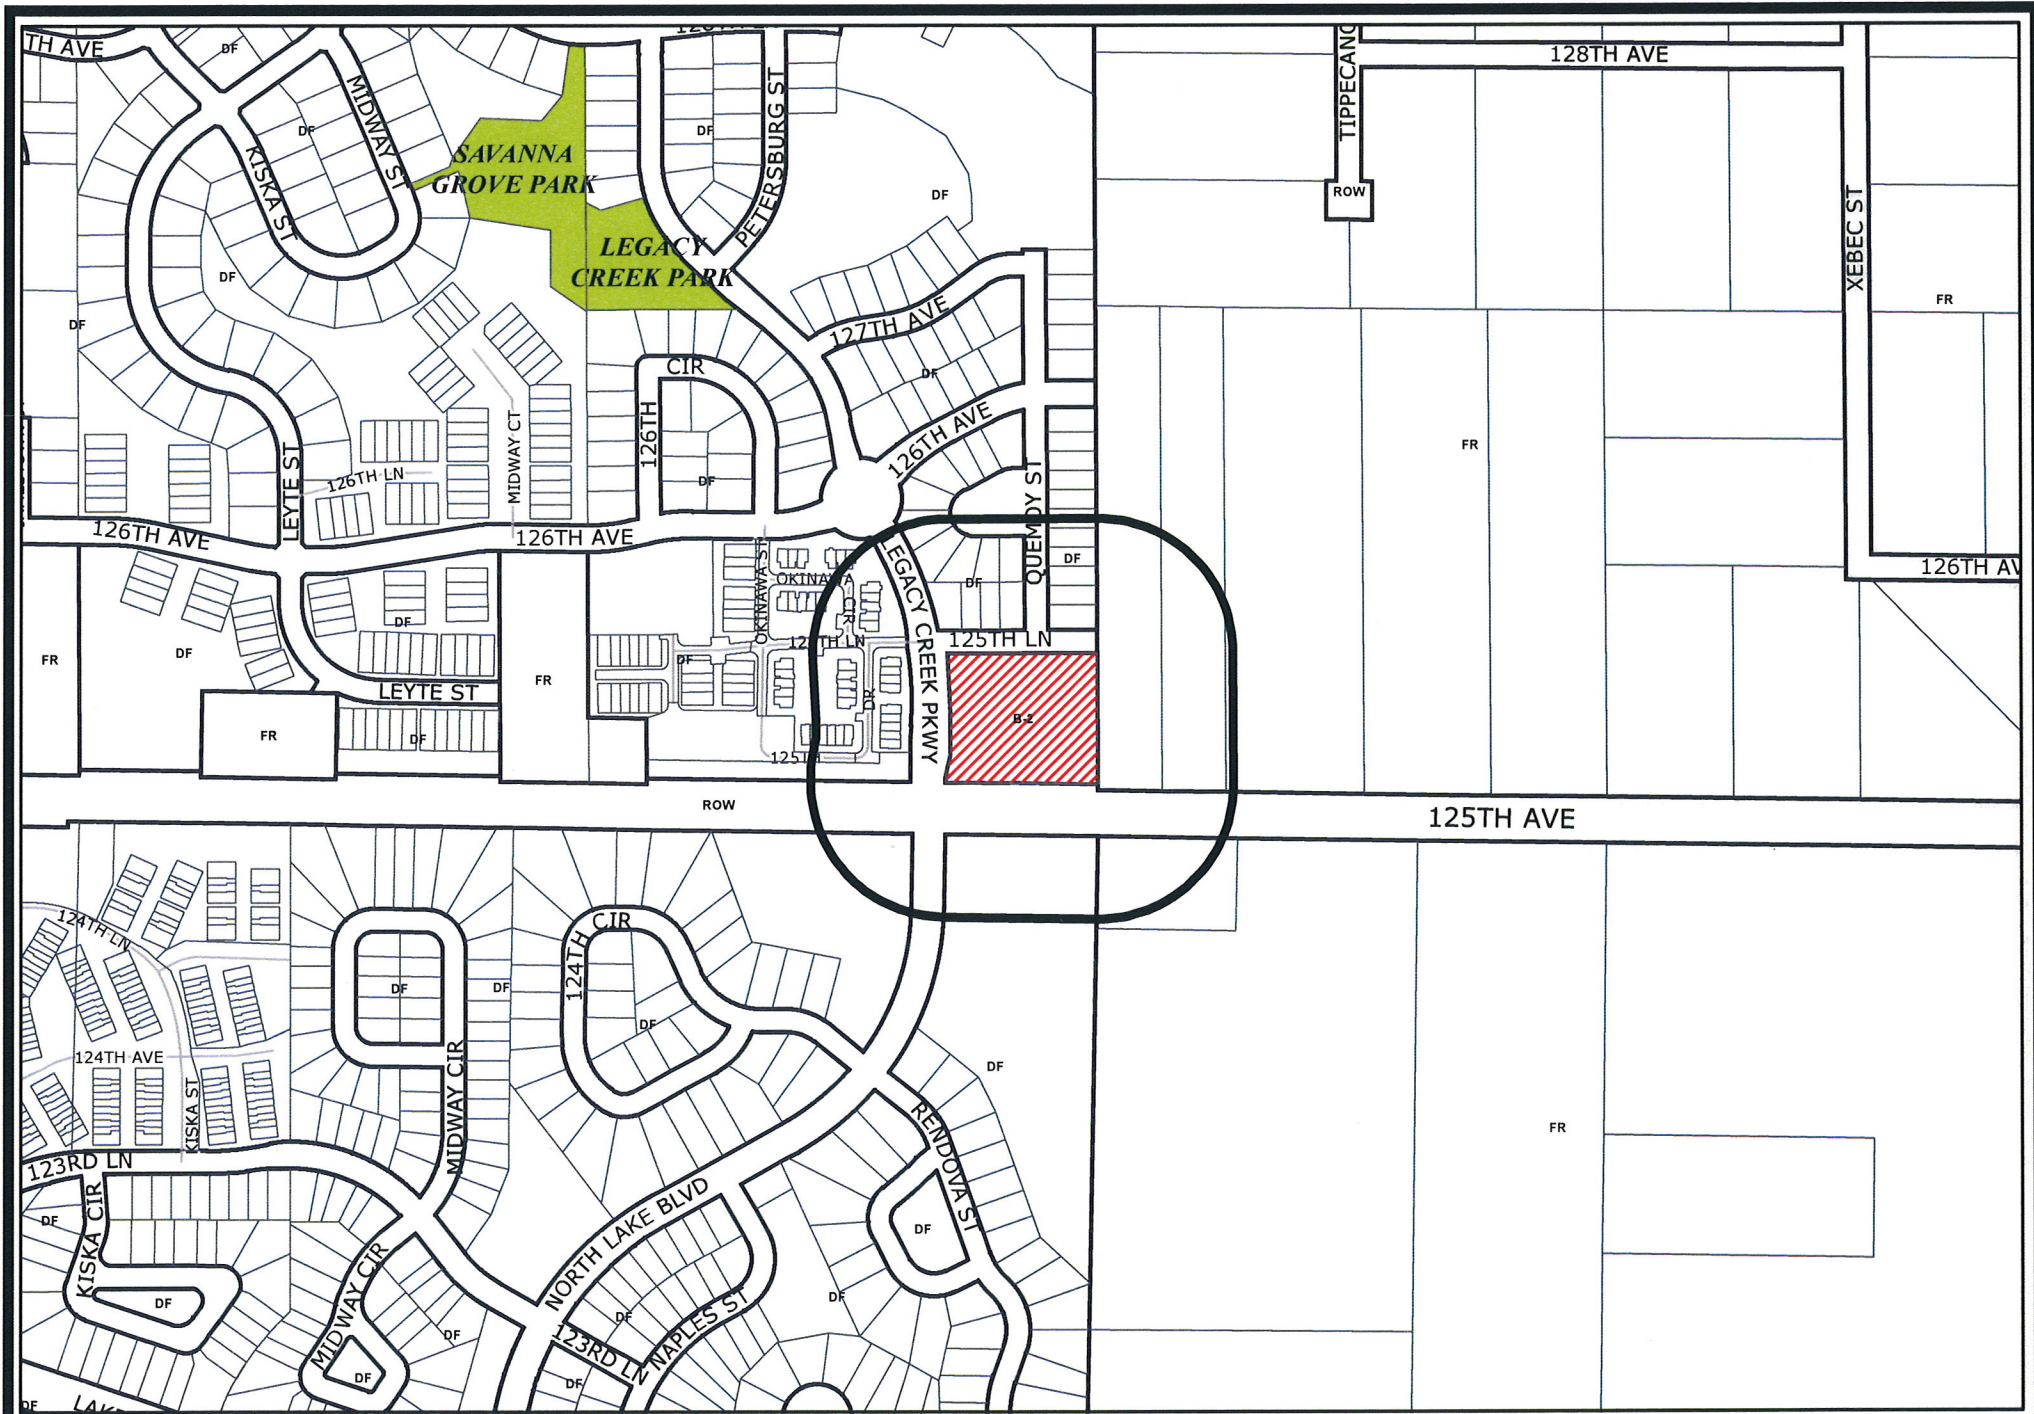 TH AVE
DF
128TH AVE
TIPPECANO
MIDWAY ST
PETERSBURG ST
DF
DF
SAVANNA
GROVE PARK
KISKA ST
DF
ROW
XEBEC ST
LEGACY
CREEK PARK
DF
FR
DF
127TH AVE
CIR
DF
126TH
126TH AVE
FR
MIDWAY CT
LEYTE ST
126TH LN
DF
QUEMOY ST
126TH AVE
126TH AVE
OKINAWA ST
OKINAWA
CIR
LEGACY CREEK PKWY
DF
DF
126TH AV
DF
125TH LN
DF
DF
FR
FR
LEYTE ST
DR
B-2
FR
DF
125TH
ROW
125TH AVE
124TH LN
124TH
CIR
DF
DF
DF
124TH AVE
KISKA ST
MIDWAY CIR
DF
RENDOVA ST
FR
123RD LN
KISKA CIR
DF
NORTH LAKE BLVD
DF
MIDWAY CIR
DF
DF
DF
DF
NAPLES ST
123RD LN
DF
DF
DF